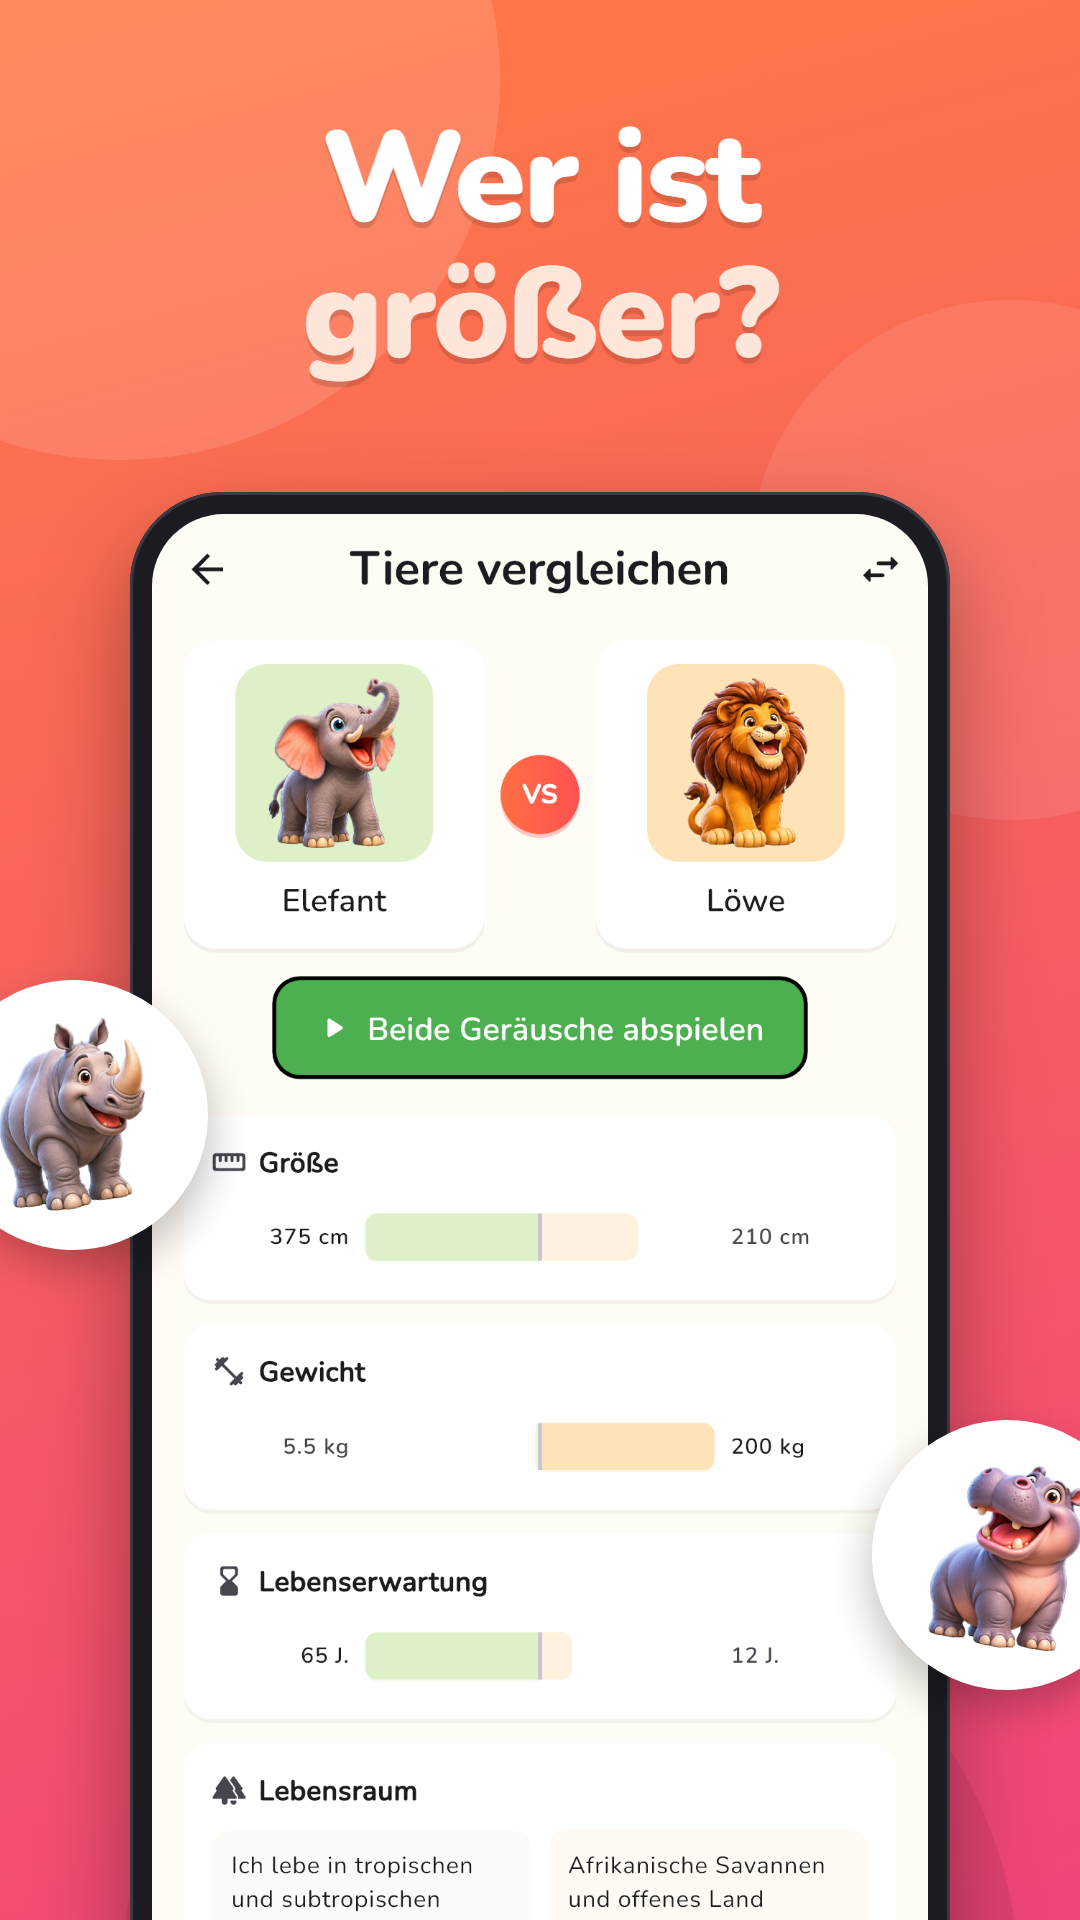 Wer ist
größer?
Tiere vergleichen
Elefant
VS
Löwe
Beide Geräusche abspielen
Größe
375 cm
210 cm
Gewicht
5.5 kg
200 kg
Lebenserwartung
65 J.
12 J.
Lebensraum
Ich lebe in tropischen
und subtropischen
Afrikanische Savannen
und offenes Land